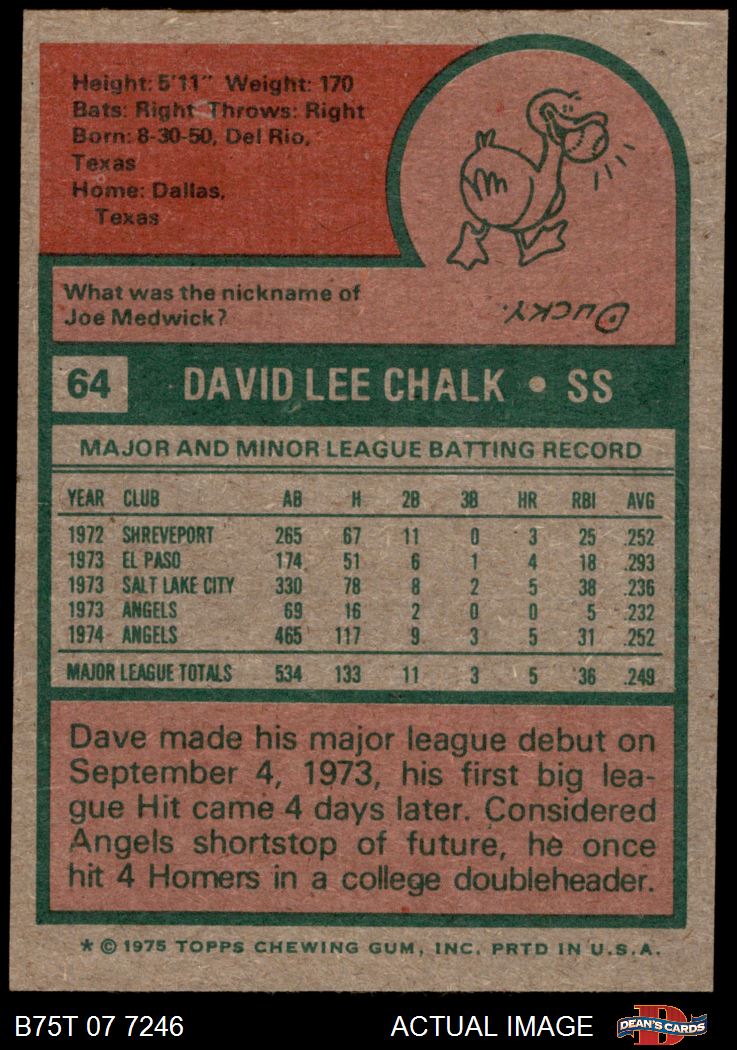 Height: 5'11" Weight: 170
Bats: Right Throws: Right
Born: 8-30-50, Del Rio,
Texas
Home: Dallas,
Texas
What was the nickname of
Joe Medwick?
DUCKY.
64 DAVID LEE CHALK • SS
MAJOR AND MINOR LEAGUE BATTING RECORD
YEAR CLUB AB H 2B 3B HR RBI AVG
1972 SHREVEPORT 265 67 11 0 3 25 .252
1973 EL PASO 174 51 6 1 4 18 .293
1973 SALT LAKE CITY 330 78 8 2 5 38 .236
1973 ANGELS 69 16 2 0 0 5 .232
1974 ANGELS 465 117 9 3 5 31 .252
MAJOR LEAGUE TOTALS 534 133 11 3 5 36 .249
Dave made his major league debut on
September 4, 1973, his first big lea-
gue Hit came 4 days later. Considered
Angels shortstop of future, he once
hit 4 Homers in a college doubleheader.
* © 1975 TOPPS CHEWING GUM, INC. PRTD IN U.S.A.
B75T 07 7246 ACTUAL IMAGE D DEAN'S CARDS